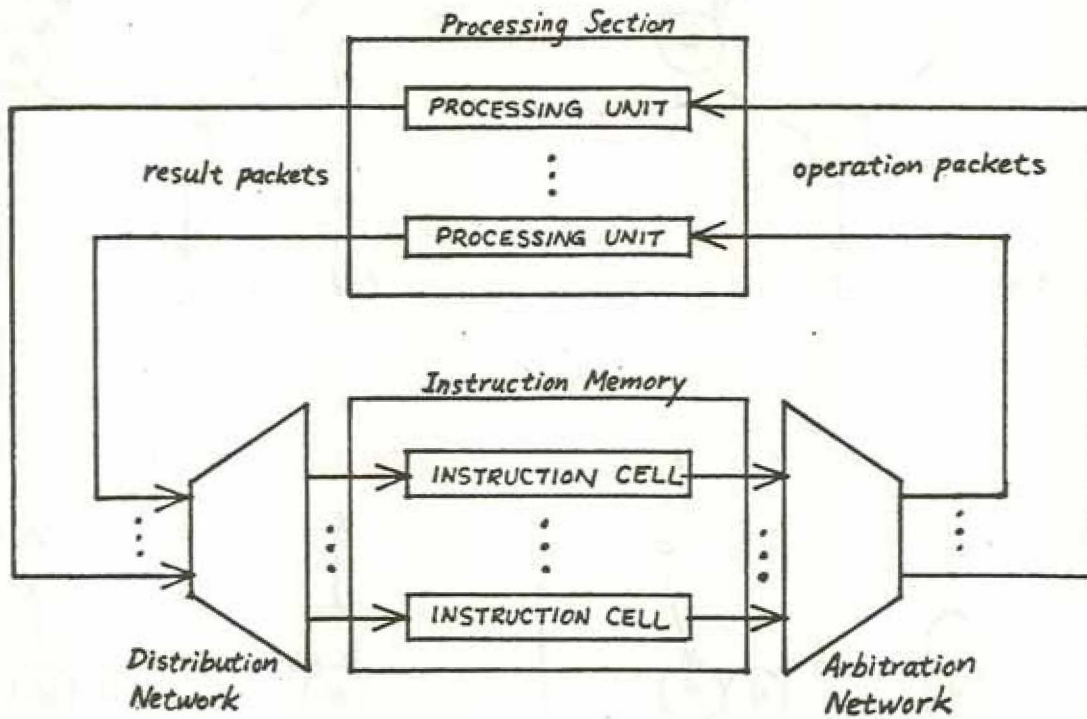 Processing Section
PROCESSING UNIT
result packets
operation packets
PROCESSING UNIT
Instruction Memory
INSTRUCTION CELL
INSTRUCTION CELL
Distribution
Network
Arbitration
Network